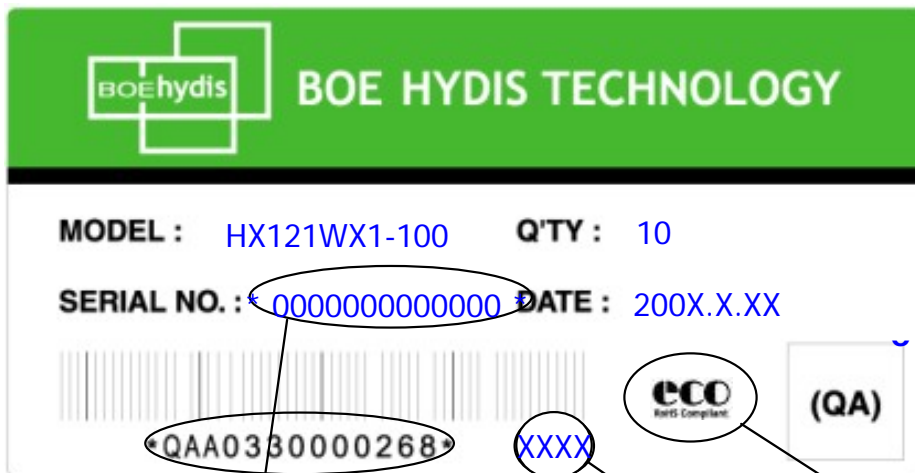 BOEhydis BOE HYDIS TECHNOLOGY
MODEL : HX121WX1-100 Q'TY : 10
SERIAL NO. : * 0000000000000 * DATE : 200X.X.XX
eco
RoHS Compliant
(QA)
*QAA0330000268* XXXX